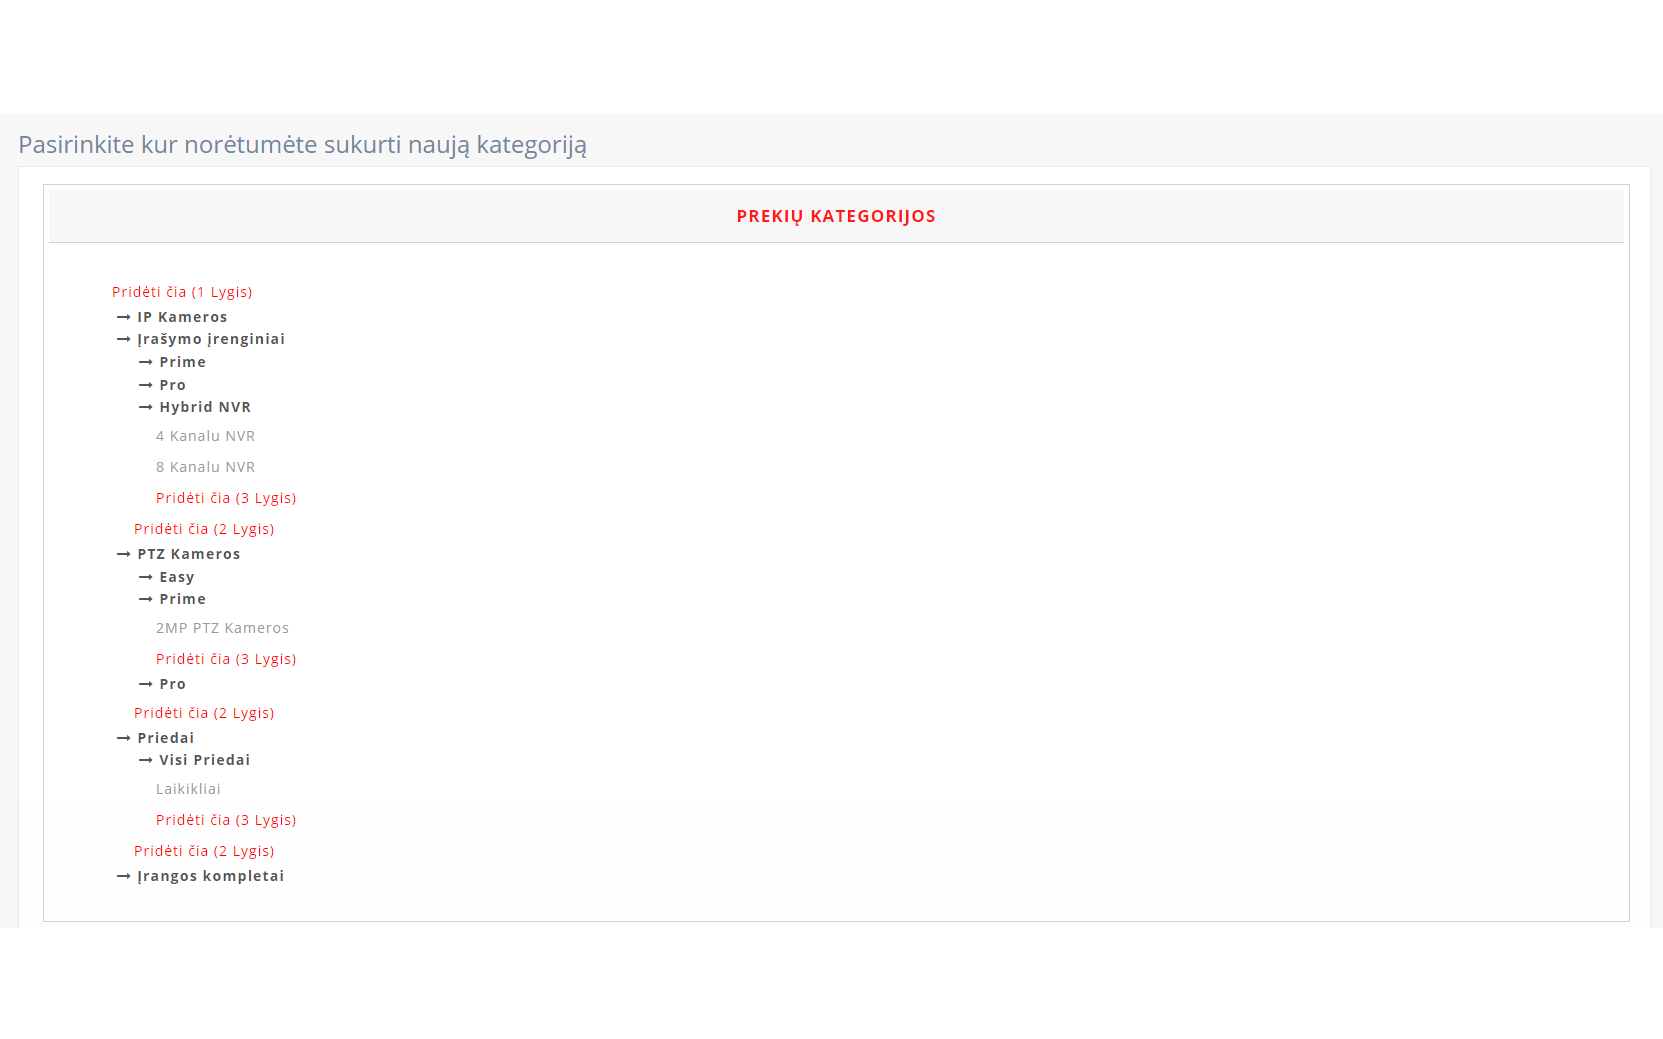 Pasirinkite kur norėtumėte sukurti naują kategoriją
PREKIŲ KATEGORIJOS
Pridėti čia (1 Lygis)
→ IP Kameros
→ Įrašymo įrenginiai
→ Prime
→ Pro
→ Hybrid NVR
4 Kanalu NVR
8 Kanalu NVR
Pridėti čia (3 Lygis)
Pridėti čia (2 Lygis)
→ PTZ Kameros
→ Easy
→ Prime
2MP PTZ Kameros
Pridėti čia (3 Lygis)
→ Pro
Pridėti čia (2 Lygis)
→ Priedai
→ Visi Priedai
Laikikliai
Pridėti čia (3 Lygis)
Pridėti čia (2 Lygis)
→ Įrangos kompletai